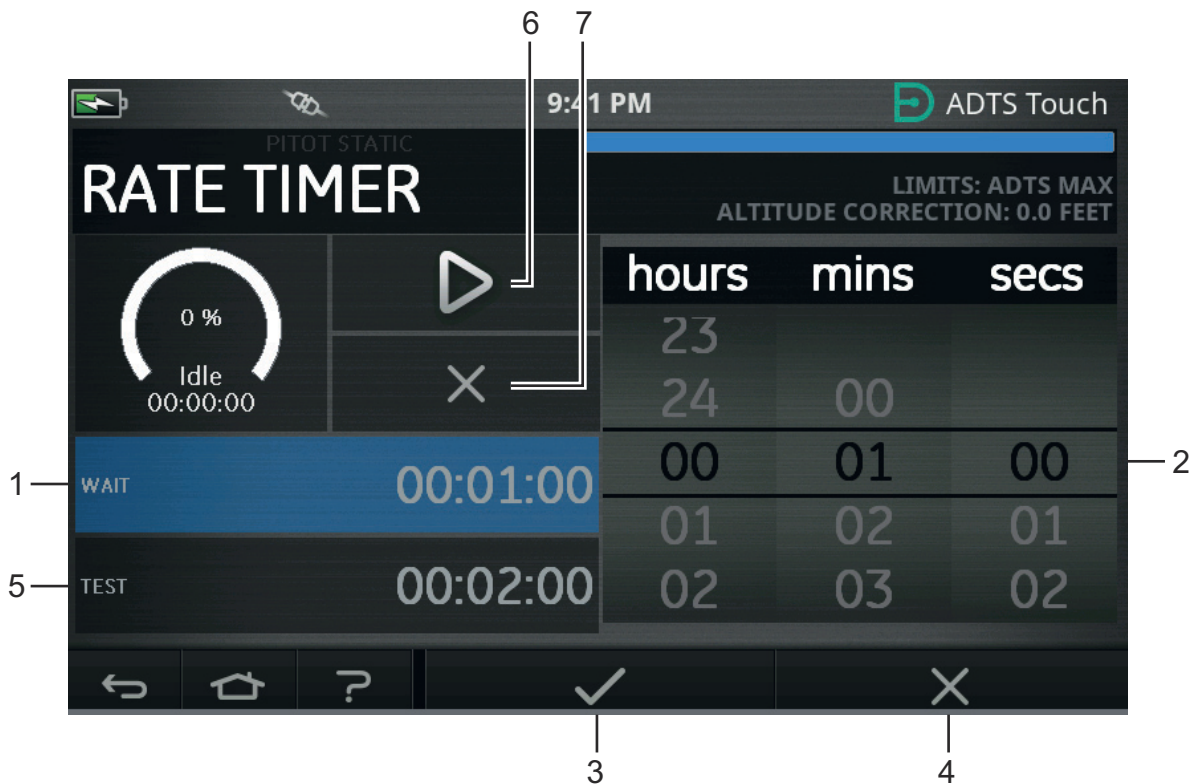 6 7
9:41 PM
ADTS Touch
PITOT STATIC
RATE TIMER
LIMITS: ADTS MAX
ALTITUDE CORRECTION: 0.0 FEET
hours mins secs
0 %
Idle
00:00:00
23
24 00
00 01 00
01 02 01
02 03 02
1
WAIT 00:01:00
2
5
TEST 00:02:00
?
3 4